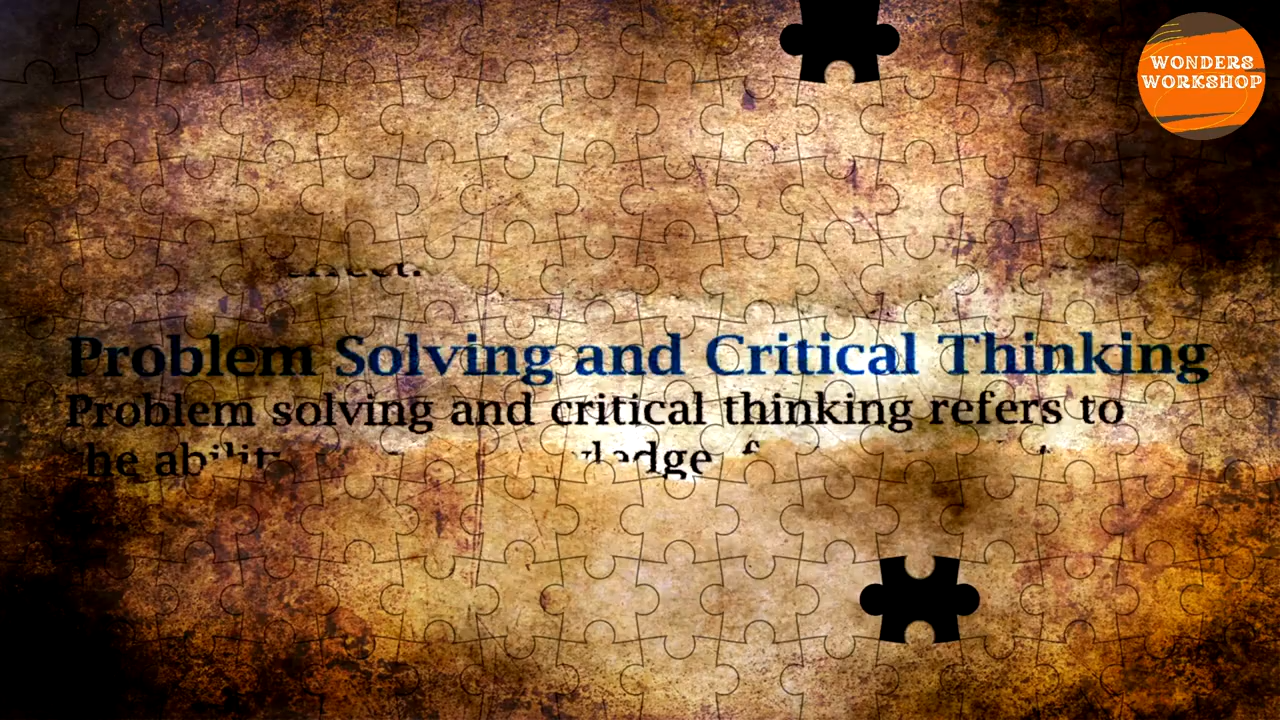 WONDERS
WORKSHOP
Problem Solving and Critical Thinking
Problem solving and critical thinking refers to